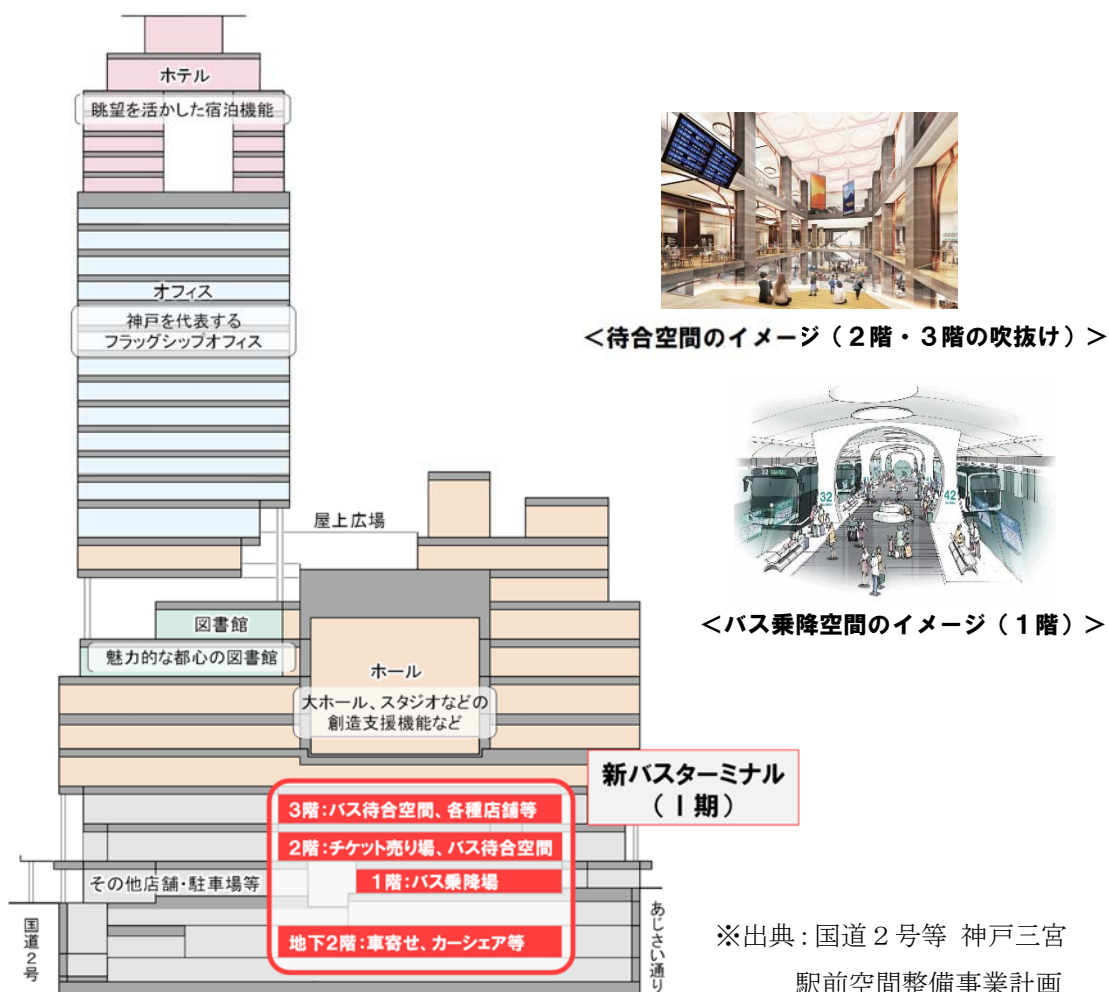 ホテル
眺望を活かした宿泊機能
オフィス
神戸を代表する
フラッグシップオフィス
屋上広場
図書館
魅力的な都心の図書館
ホール
大ホール、スタジオなどの
創造支援機能など
新バスターミナル
(Ⅰ期)
3階:バス待合空間、各種店舗等
2階:チケット売り場、バス待合空間
1階:バス乗降場
その他店舗・駐車場等
地下2階:車寄せ、カーシェア等
国道2号
あじさい通り
<待合空間のイメージ(2階・3階の吹抜け)>
32
32
42
<バス乗降空間のイメージ(1階)>
※出典:国道2号等 神戸三宮
駅前空間整備事業計画